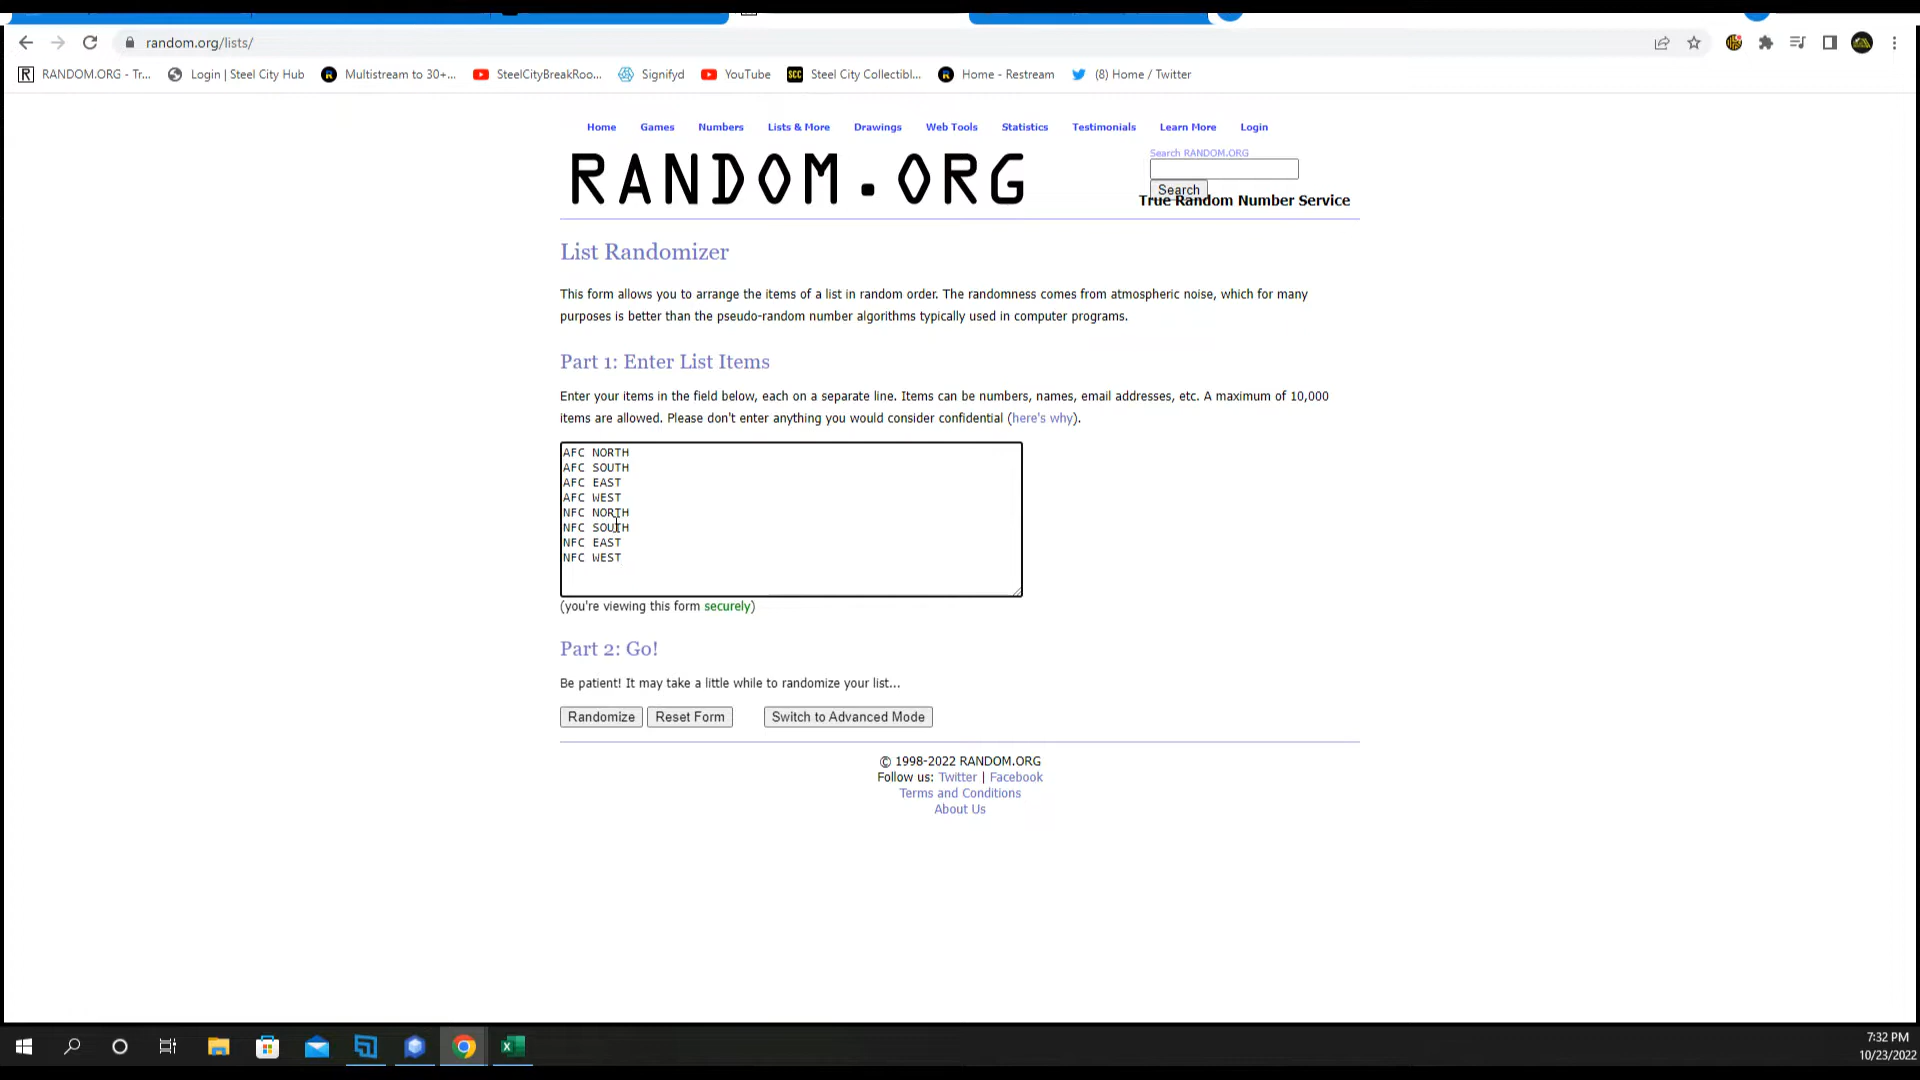 random.org/lists/
RANDOM.ORG - Tr... Login | Steel City Hub Multistream to 30+... SteelCityBreakRoo... Signifyd YouTube SCC Steel City Collectibl... Home - Restream (8) Home / Twitter
Home Games Numbers Lists & More Drawings Web Tools Statistics Testimonials Learn More Login
Search RANDOM.ORG
RANDOM.ORG
Search
True Random Number Service
List Randomizer
This form allows you to arrange the items of a list in random order. The randomness comes from atmospheric noise, which for many
purposes is better than the pseudo-random number algorithms typically used in computer programs.
Part 1: Enter List Items
Enter your items in the field below, each on a separate line. Items can be numbers, names, email addresses, etc. A maximum of 10,000
items are allowed. Please don't enter anything you would consider confidential (here's why).
AFC NORTH
AFC SOUTH
AFC EAST
AFC WEST
NFC NORTH
NFC SOUTH
NFC EAST
NFC WEST
(you're viewing this form securely)
Part 2: Go!
Be patient! It may take a little while to randomize your list...
Randomize Reset Form Switch to Advanced Mode
© 1998-2022 RANDOM.ORG
Follow us: Twitter | Facebook
Terms and Conditions
About Us
7:32 PM
10/23/2022